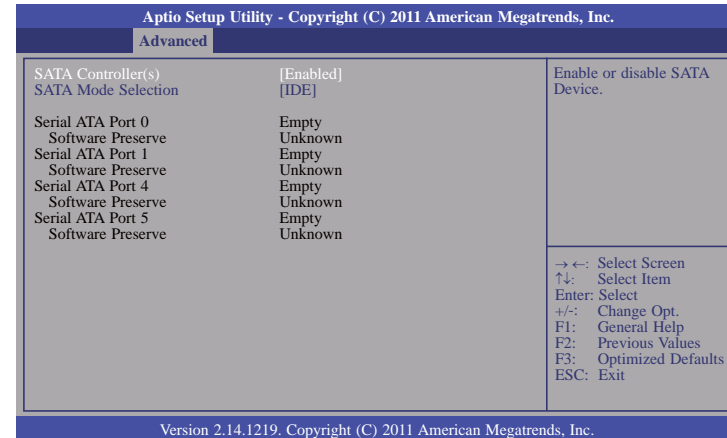 Aptio Setup Utility - Copyright (C) 2011 American Megatrends, Inc.
Advanced
SATA Controller(s) [Enabled]
SATA Mode Selection [IDE]
Serial ATA Port 0 Empty
Software Preserve Unknown
Serial ATA Port 1 Empty
Software Preserve Unknown
Serial ATA Port 4 Empty
Software Preserve Unknown
Serial ATA Port 5 Empty
Software Preserve Unknown
Enable or disable SATA
Device.
→←: Select Screen
↑↓: Select Item
Enter: Select
+/-: Change Opt.
F1: General Help
F2: Previous Values
F3: Optimized Defaults
ESC: Exit
Version 2.14.1219. Copyright (C) 2011 American Megatrends, Inc.